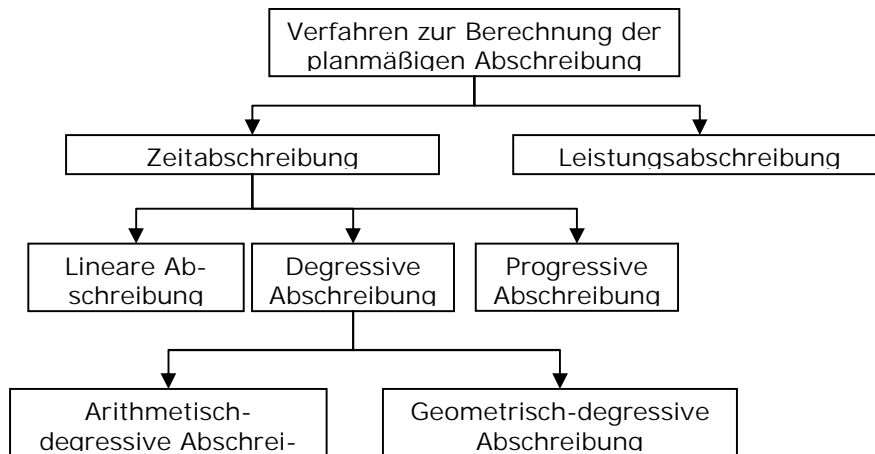 Verfahren zur Berechnung der
planmäßigen Abschreibung
Zeitabschreibung
Leistungsabschreibung
Lineare Ab-
schreibung
Degressive
Abschreibung
Progressive
Abschreibung
Arithmetisch-
degressive Abschrei-
Geometrisch-degressive
Abschreibung